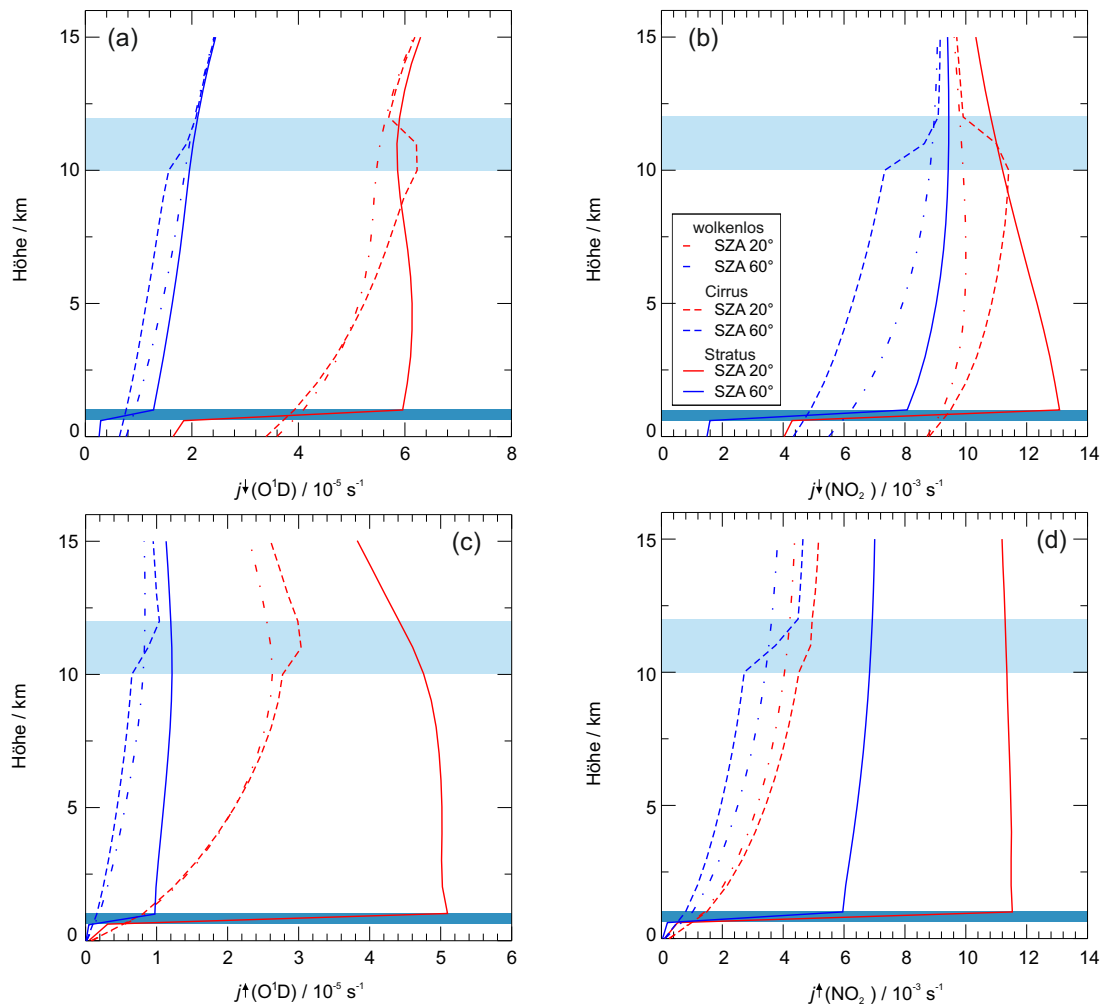 (a)
Höhe / km
15
10
5
0
0 2 4 6 8
j↓(O¹D) / 10⁻⁵ s⁻¹
(b)
Höhe / km
15
10
5
0
wolkenlos
SZA 20°
SZA 60°
Cirrus
SZA 20°
SZA 60°
Stratus
SZA 20°
SZA 60°
0 2 4 6 8 10 12 14
j↓(NO₂) / 10⁻³ s⁻¹
(c)
Höhe / km
15
10
5
0
0 1 2 3 4 5 6
j↑(O¹D) / 10⁻⁵ s⁻¹
(d)
Höhe / km
15
10
5
0
0 2 4 6 8 10 12 14
j↑(NO₂) / 10⁻³ s⁻¹